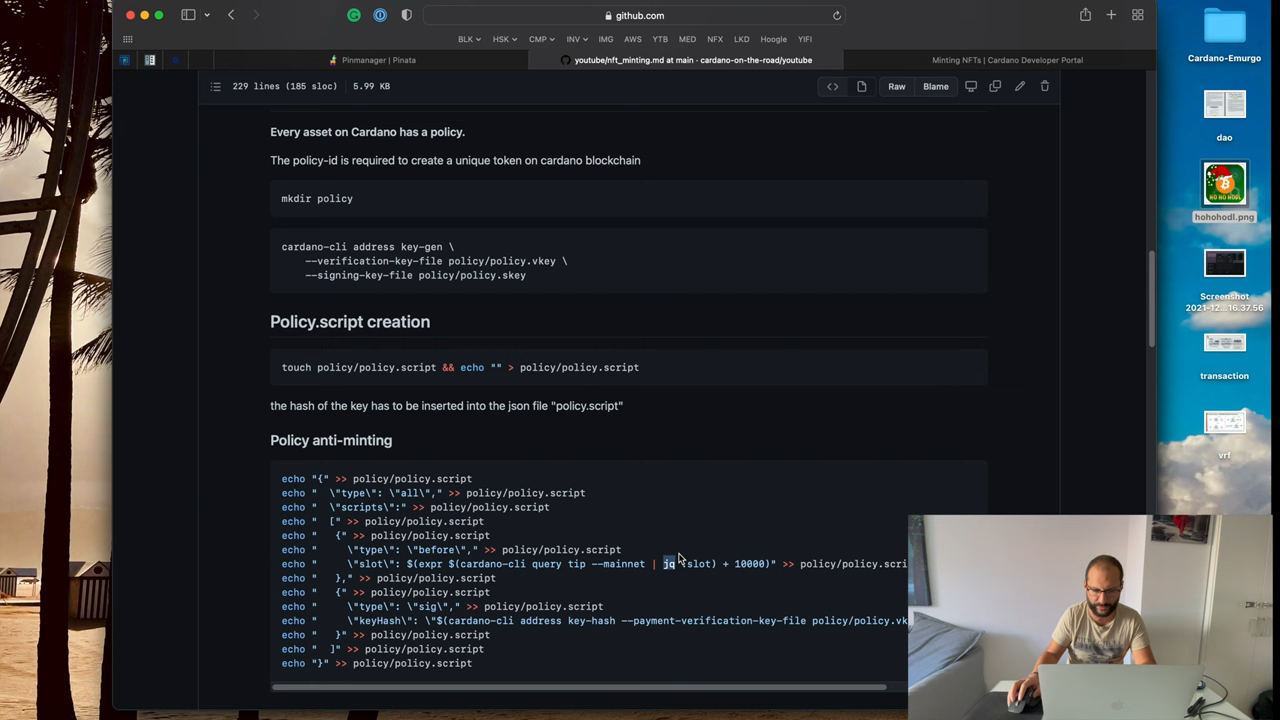 github.com
BLK HSK CMP INV IMG AWS YTB MED NFX LKD Hoogle YIFI
Pinmanager | Pinata
youtube/nft_minting.md at main · cardano-on-the-road/youtube
Minting NFTs | Cardano Developer Portal
229 lines (185 sloc) 5.99 KB
Raw Blame
Every asset on Cardano has a policy.
The policy-id is required to create a unique token on cardano blockchain
mkdir policy
cardano-cli address key-gen \
--verification-key-file policy/policy.vkey \
--signing-key-file policy/policy.skey
Policy.script creation
touch policy/policy.script && echo "" > policy/policy.script
the hash of the key has to be inserted into the json file "policy.script"
Policy anti-minting
echo "{" >> policy/policy.script
echo " \"type\": \"all\"," >> policy/policy.script
echo " \"scripts\":" >> policy/policy.script
echo " [" >> policy/policy.script
echo " {" >> policy/policy.script
echo " \"type\": \"before\"," >> policy/policy.script
echo " \"slot\": $(expr $(cardano-cli query tip --mainnet | jq .slot) + 10000)" >> policy/policy.scri
echo " }," >> policy/policy.script
echo " {" >> policy/policy.script
echo " \"type\": \"sig\"," >> policy/policy.script
echo " \"keyHash\": \"$(cardano-cli address key-hash --payment-verification-key-file policy/policy.vk
echo " }" >> policy/policy.script
echo " ]" >> policy/policy.script
echo "}" >> policy/policy.script
Cardano-Emurgo
dao
HO HO HODL
hohohodl.png
Screenshot
2021-12...16.37.56
transaction
vrf